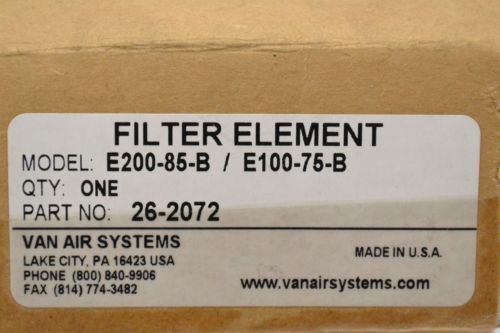 FILTER ELEMENT
MODEL: E200-85-B / E100-75-B
QTY: ONE
PART NO: 26-2072
VAN AIR SYSTEMS
LAKE CITY, PA 16423 USA
PHONE (800) 840-9906
FAX (814) 774-3482
MADE IN U.S.A.
www.vanairsystems.com